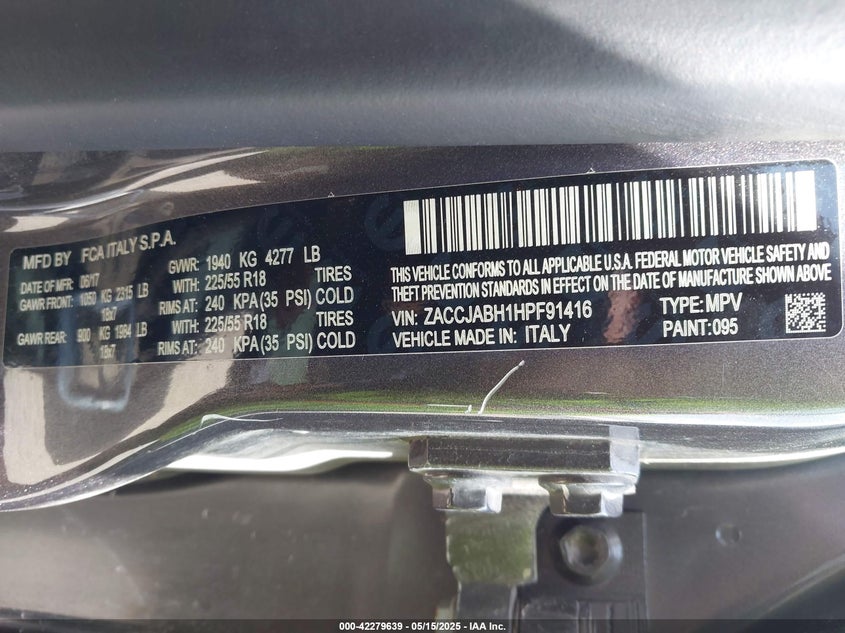 MFD BY FCA ITALY S.P.A.
DATE OF MFR: 06/17 GVWR: 1940 KG 4277 LB
GAWR FRONT: 1050 KG 2315 LB WITH: 225/55 R18 TIRES
18x7 RIMS AT: 240 KPA(35 PSI) COLD
GAWR REAR: 900 KG 1984 LB WITH: 225/55 R18 TIRES
18x7 RIMS AT: 240 KPA(35 PSI) COLD
THIS VEHICLE CONFORMS TO ALL APPLICABLE U.S.A. FEDERAL MOTOR VEHICLE SAFETY AND
THEFT PREVENTION STANDARDS IN EFFECT ON THE DATE OF MANUFACTURE SHOWN ABOVE
VIN: ZACCJABH1HPF91416 TYPE: MPV
VEHICLE MADE IN: ITALY PAINT: 095
000-42279639 - 05/15/2025 - IAA Inc.